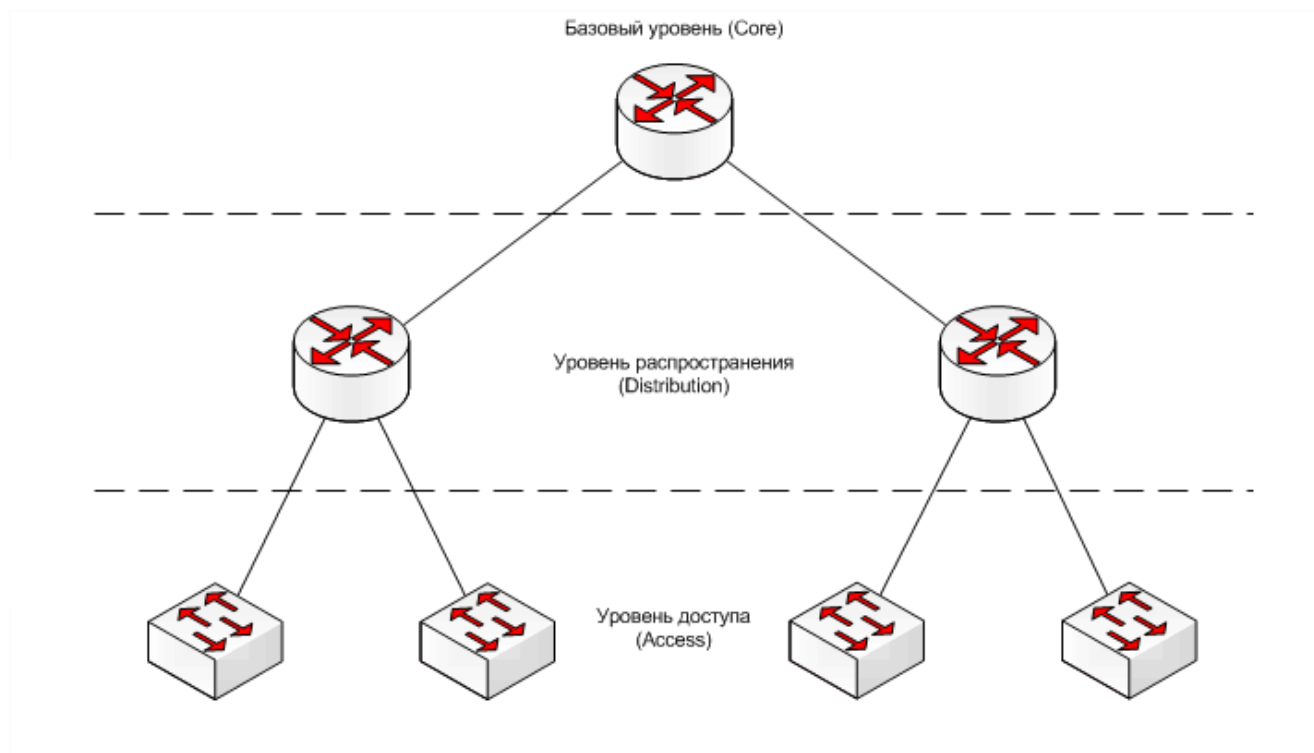 Базовый уровень (Core)
Уровень распространения
(Distribution)
Уровень доступа
(Access)